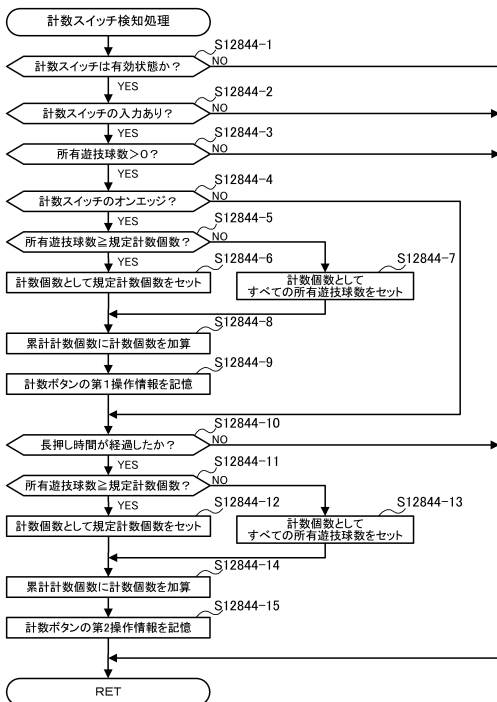 計数スイッチ検知処理
S12844-1
計数スイッチは有効状態か?
NO
YES
S12844-2
計数スイッチの入力あり?
NO
YES
S12844-3
所有遊技球数>0?
NO
YES
S12844-4
計数スイッチのオンエッジ?
NO
YES
S12844-5
所有遊技球数≧規定計数個数?
NO
YES
S12844-6
計数個数として規定計数個数をセット
S12844-7
計数個数として
すべての所有遊技球数をセット
S12844-8
累計計数個数に計数個数を加算
S12844-9
計数ボタンの第1操作情報を記憶
S12844-10
長押し時間が経過したか?
NO
YES
S12844-11
所有遊技球数≧規定計数個数?
NO
YES
S12844-12
計数個数として規定計数個数をセット
S12844-13
計数個数として
すべての所有遊技球数をセット
S12844-14
累計計数個数に計数個数を加算
S12844-15
計数ボタンの第2操作情報を記憶
RET